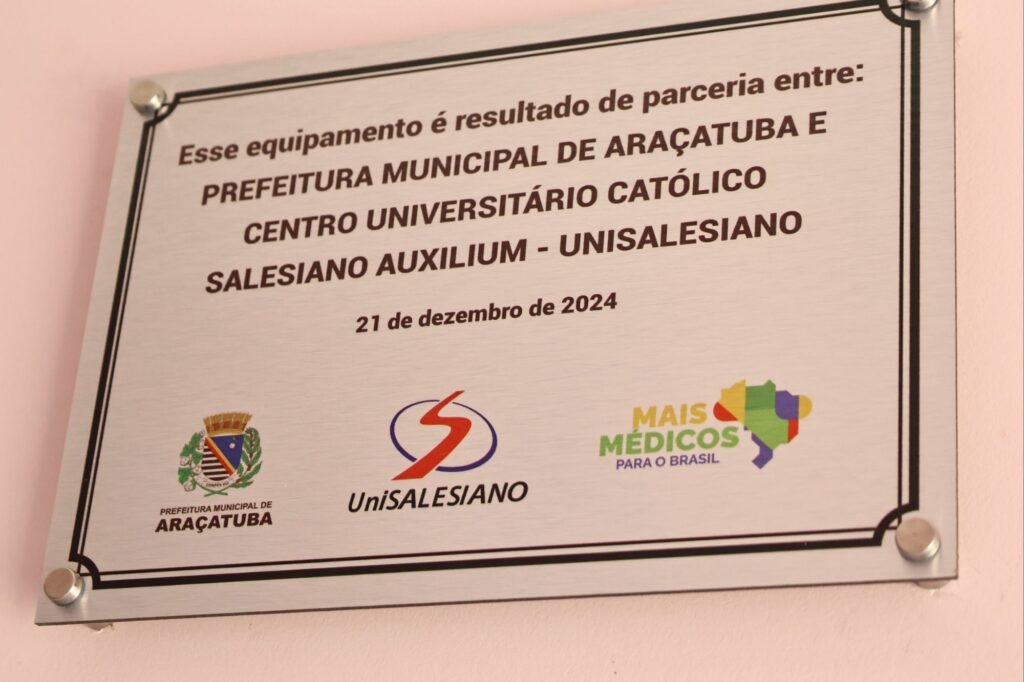 Esse equipamento é resultado de parceria entre:
PREFEITURA MUNICIPAL DE ARAÇATUBA E
CENTRO UNIVERSITÁRIO CATÓLICO
SALESIANO AUXILIUM - UNISALESIANO
21 de dezembro de 2024
PREFEITURA MUNICIPAL DE
ARAÇATUBA
UniSALESIANO
MAIS
MÉDICOS
PARA O BRASIL